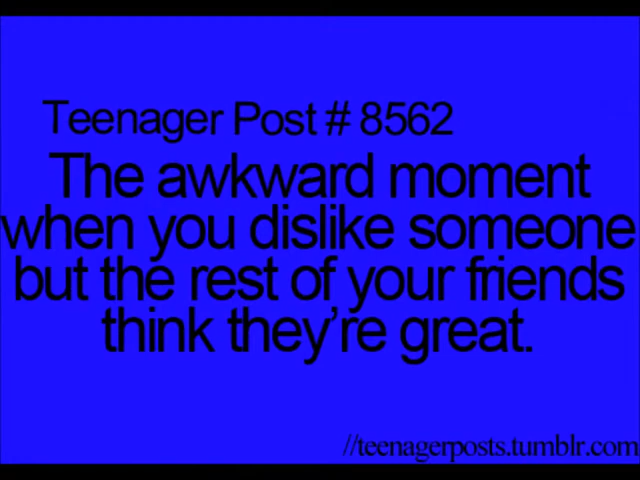 Teenager Post # 8562
The awkward moment
when you dislike someone
but the rest of your friends
think they’re great.
//teenagerposts.tumblr.com